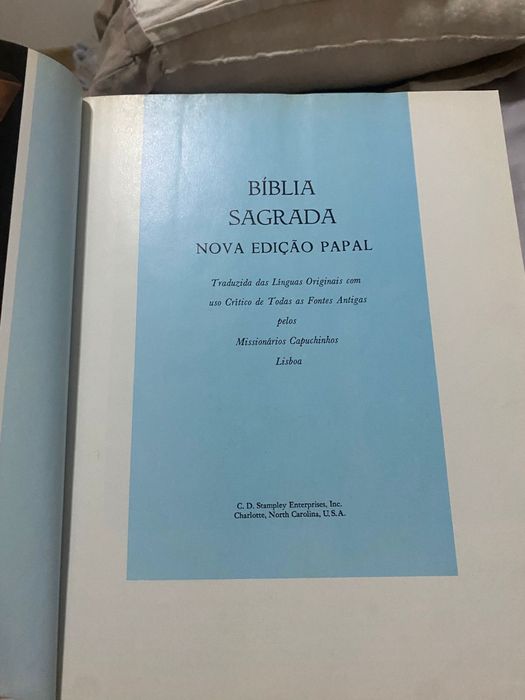 BÍBLIA
SAGRADA
NOVA EDIÇÃO PAPAL
Traduzida das Línguas Originais com
uso Crítico de Todas as Fontes Antigas
pelos
Missionários Capuchinhos
Lisboa
C. D. Stampley Enterprises, Inc.
Charlotte, North Carolina, U.S.A.